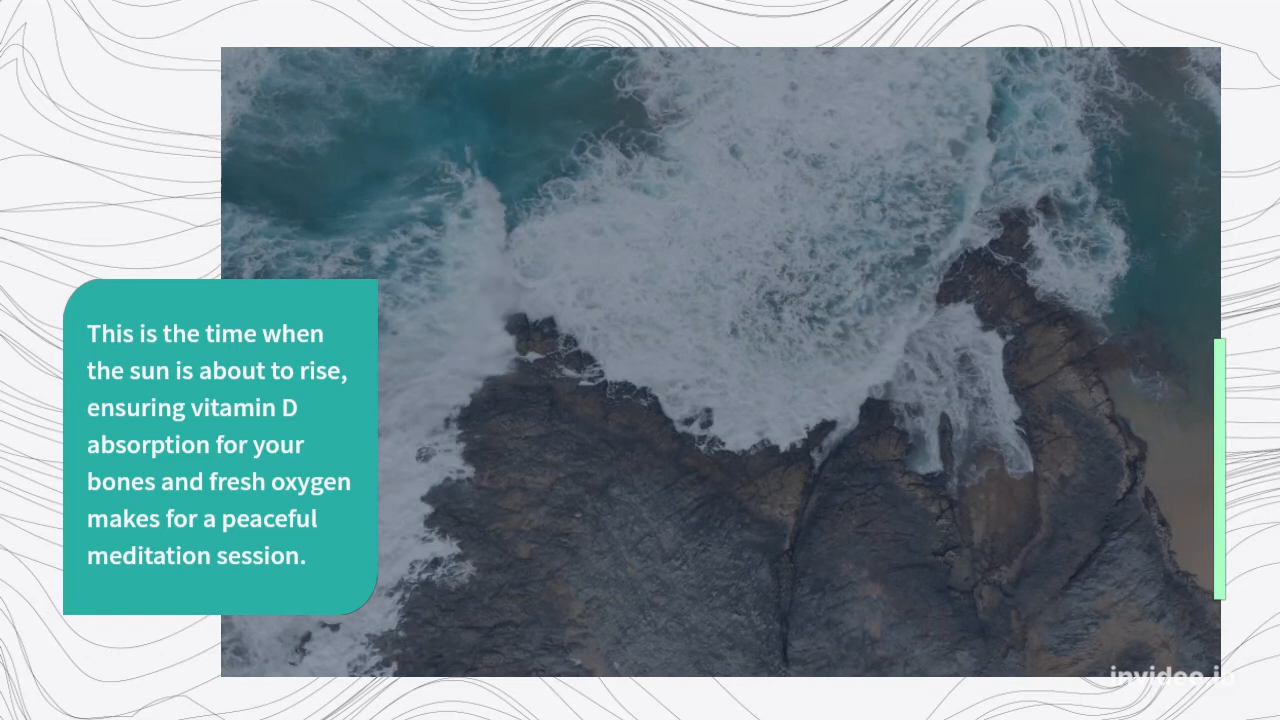 This is the time when
the sun is about to rise,
ensuring vitamin D
absorption for your
bones and fresh oxygen
makes for a peaceful
meditation session.
invideo.io